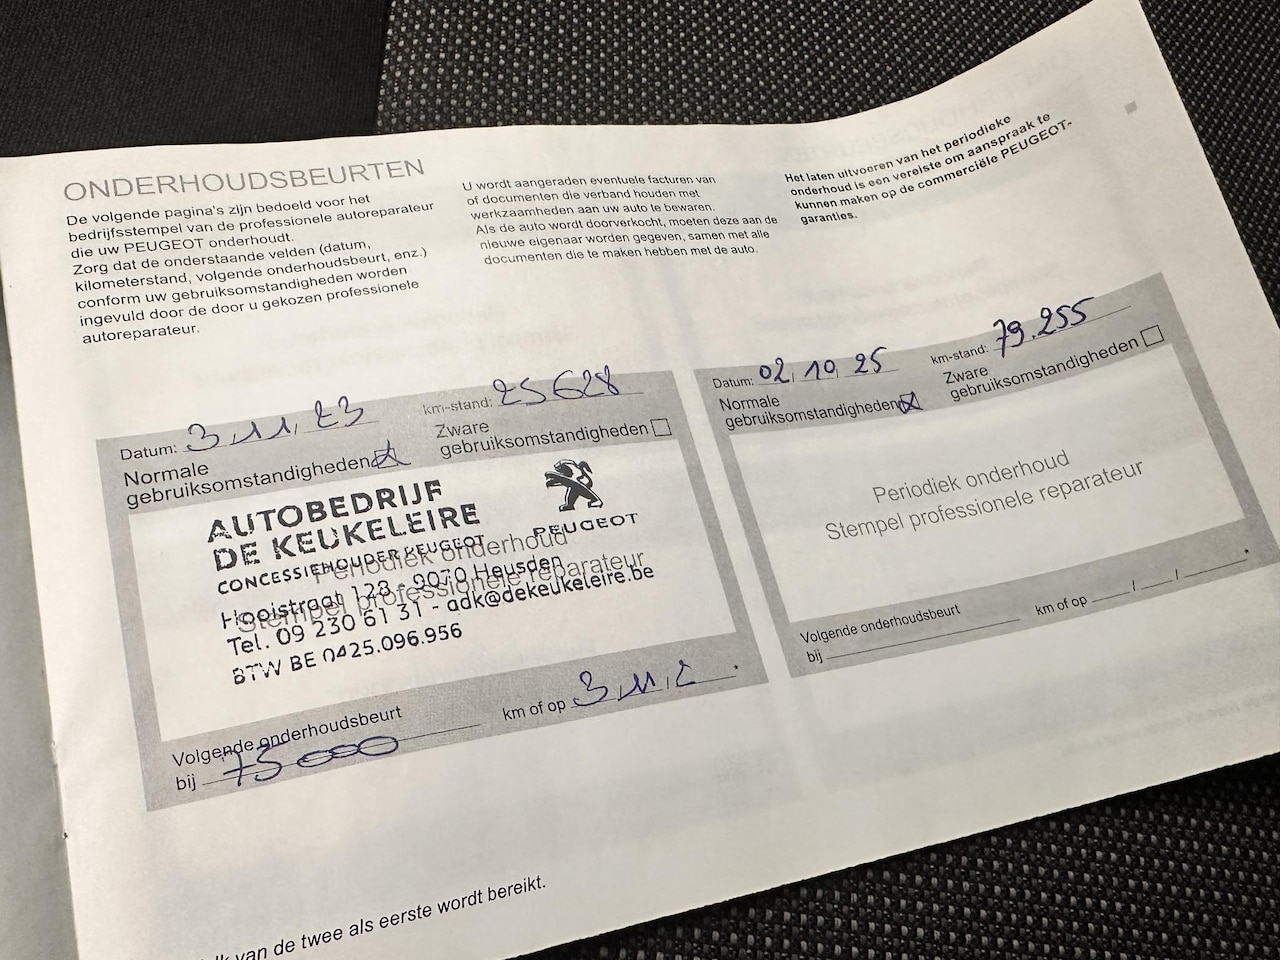 ONDERHOUDSBEURTEN
De volgende pagina's zijn bedoeld voor het
bedrijfsstempel van de professionele autoreparateur
die uw PEUGEOT onderhoudt.
Zorg dat de onderstaande velden (datum,
kilometerstand, volgende onderhoudsbeurt, enz.)
conform uw gebruiksomstandigheden worden
ingevuld door de door u gekozen professionele
autoreparateur.
U wordt aangeraden eventuele facturen van
of documenten die verband houden met
werkzaamheden aan uw auto te bewaren.
Als de auto wordt doorverkocht, moeten deze aan de
nieuwe eigenaar worden gegeven, samen met alle
documenten die te maken hebben met de auto.
Het laten uitvoeren van het periodieke
onderhoud is een vereiste om aanspraak te
kunnen maken op de commerciële PEUGEOT-
garanties.
Datum: 3, 11, 23 km-stand: 25628
Normale
gebruiksomstandigheden
Zware
gebruiksomstandigheden
AUTOBEDRIJF
DE KEUKELEIRE
CONCESSIEHOUDER PEUGEOT
PEUGEOT
Periodiek onderhoud
Stempel professionele reparateur
Hooistraat 123 - 9070 Heusden
Tel. 09 230 61 31 - adk@dekeukeleire.be
BTW BE 0425.096.956
Volgende onderhoudsbeurt
bij 75000 km of op 3, 11, 2
Datum: 02, 10, 25 km-stand: 79.255
Normale
gebruiksomstandigheden
Zware
gebruiksomstandigheden
Periodiek onderhoud
Stempel professionele reparateur
Volgende onderhoudsbeurt
bij km of op / /
van de twee als eerste wordt bereikt.